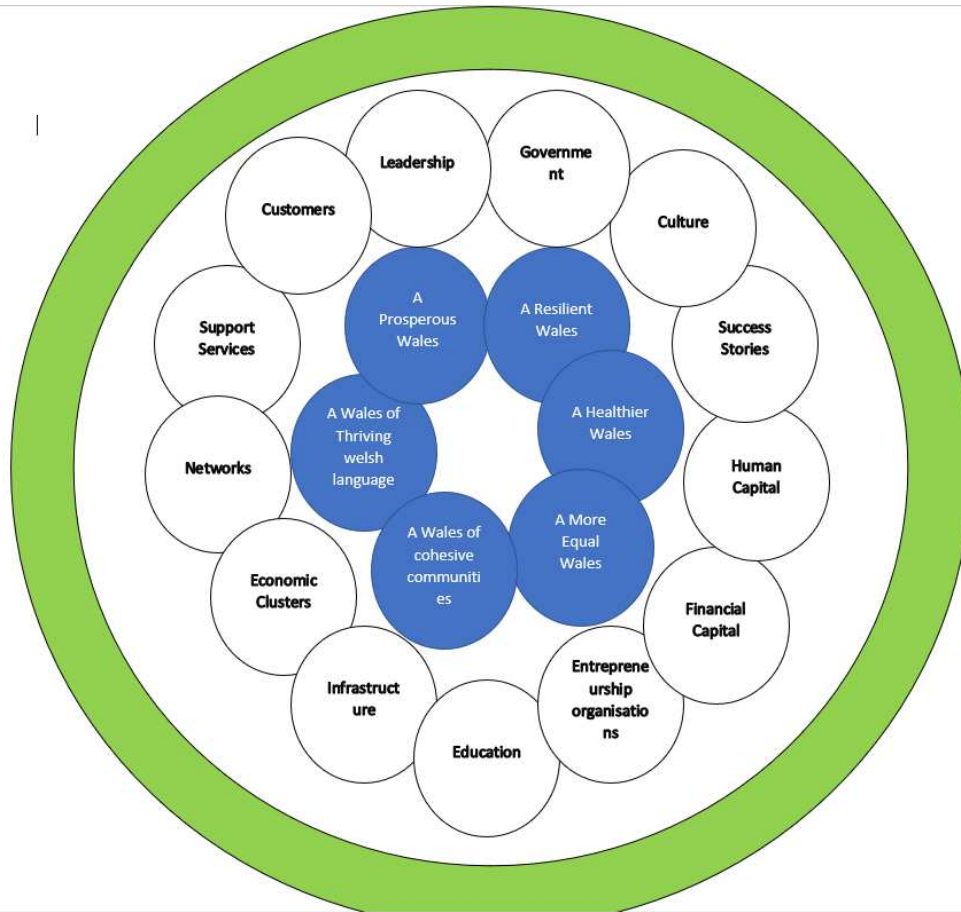 Leadership
Governme
nt
Customers
Culture
Support
Services
Success
Stories
Networks
Human
Capital
Economic
Clusters
Financial
Capital
Infrastruct
ure
Entreprene
urship
organisatio
ns
Education
A
Prosperous
Wales
A Resilient
Wales
A Wales of
Thriving
welsh
language
A Healthier
Wales
A Wales of
cohesive
communiti
es
A More
Equal
Wales